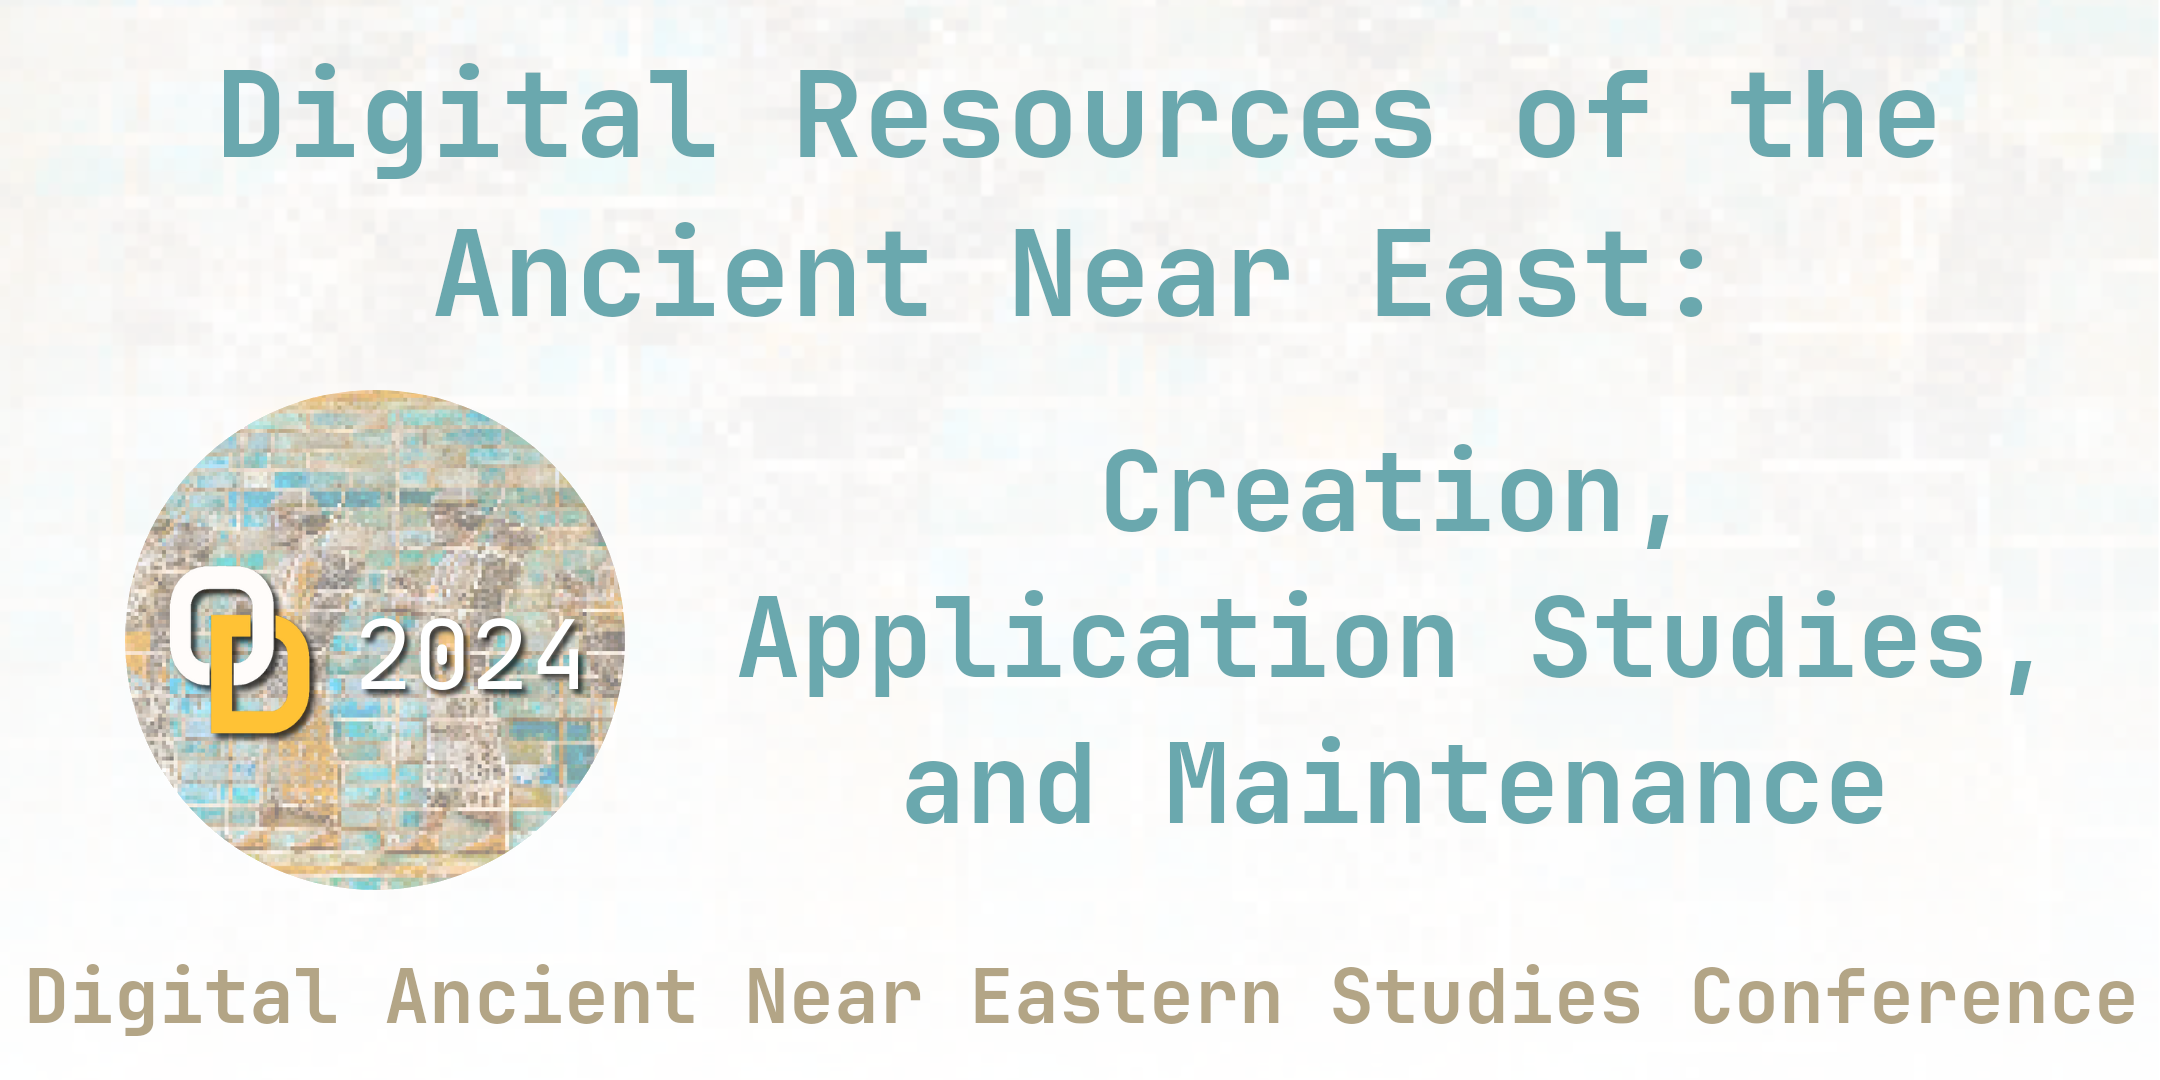 Digital Resources of the
Ancient Near East:
Creation,
Application Studies,
and Maintenance
OD 2024
Digital Ancient Near Eastern Studies Conference